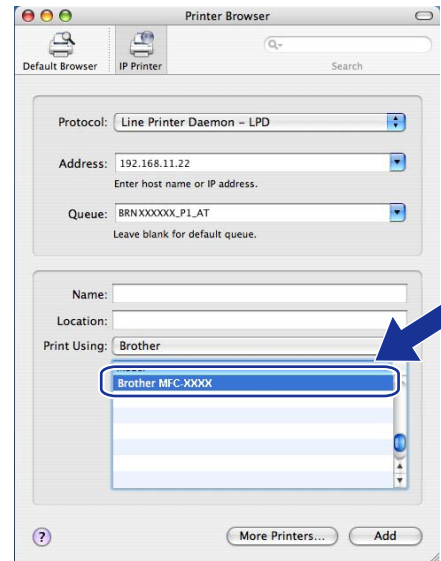 Printer Browser
Default Browser
IP Printer
Search
Protocol: Line Printer Daemon – LPD
Address: 192.168.11.22
Enter host name or IP address.
Queue: BRNXXXXXX_P1_AT
Leave blank for default queue.
Name:
Location:
Print Using: Brother
Brother MFC-XXXX
? More Printers... Add